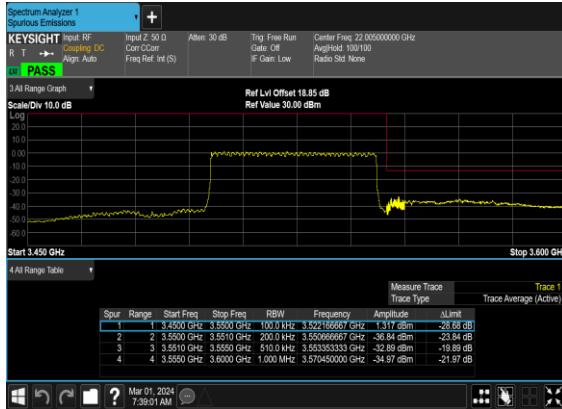 Spectrum Analyzer 1
Spurious Emissions
KEYSIGHT Input: RF Input Z: 50 Ω Atten: 30 dB Trig: Free Run Center Freq: 22.005000000 GHz
R T Coupling: DC Corr CCorr Gate: Off Avg|Hold: 100/100
Align: Auto Freq Ref: Int (S) IF Gain: Low Radio Std: None
PASS
3 All Range Graph
Ref Lvl Offset 18.85 dB
Scale/Div 10.0 dB Ref Value 30.00 dBm
Log
20.0
10.0
0.00
-10.0
-20.0
-30.0
-40.0
-50.0
-60.0
Start 3.450 GHz Stop 3.600 GH
4 All Range Table
Measure Trace Trace 1
Trace Type Trace Average (Active)
Spur Range Start Freq Stop Freq RBW Frequency Amplitude ΔLimit
1 1 3.4500 GHz 3.5500 GHz 100.0 kHz 3.522166667 GHz 1.317 dBm -28.68 dB
2 2 3.5500 GHz 3.5510 GHz 200.0 kHz 3.550666667 GHz -36.84 dBm -23.84 dB
3 3 3.5510 GHz 3.5550 GHz 510.0 kHz 3.553353333 GHz -32.89 dBm -19.89 dB
4 4 3.5550 GHz 3.6000 GHz 1.000 MHz 3.570450000 GHz -34.97 dBm -21.97 dB
Mar 01, 2024
7:39:01 AM